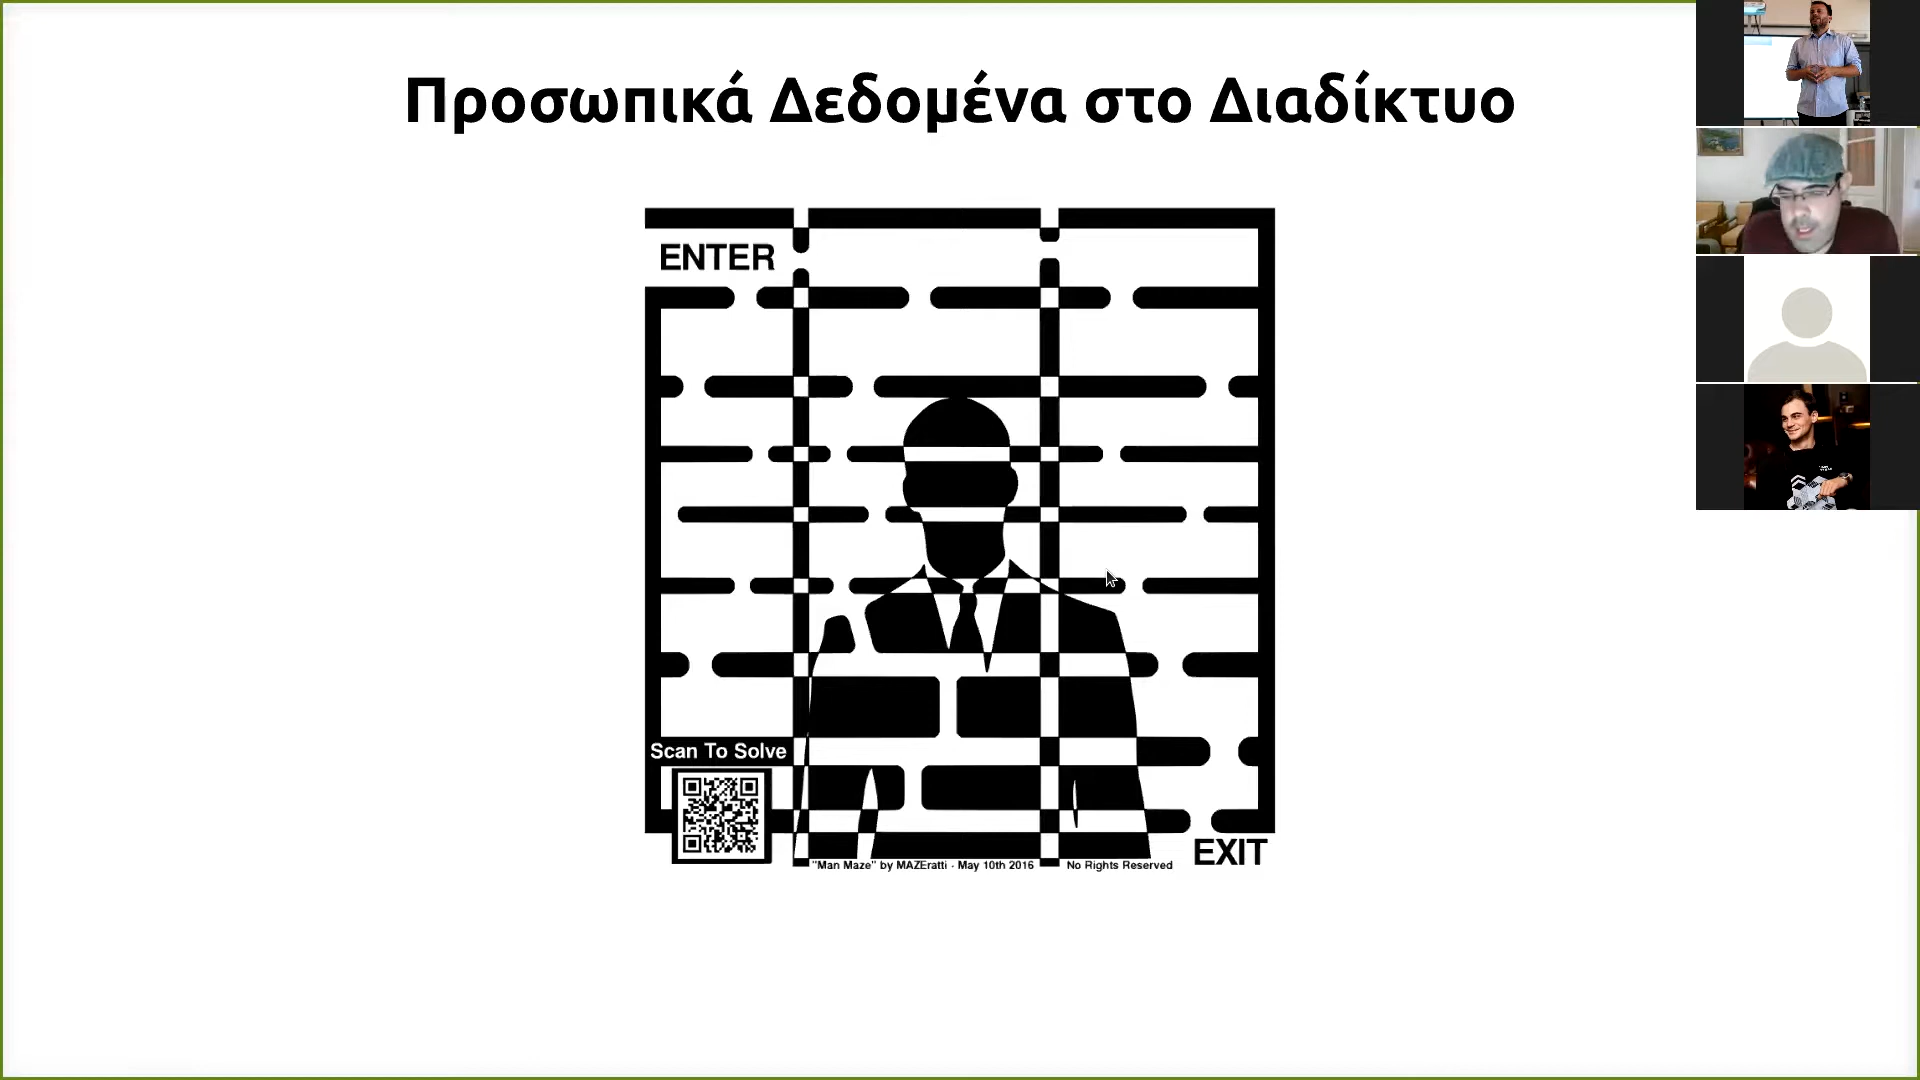 Προσωπικά Δεδομένα στο Διαδίκτυο
ENTER
Scan To Solve
EXIT
"Man Maze" by MAZEratti - May 10th 2016 No Rights Reserved